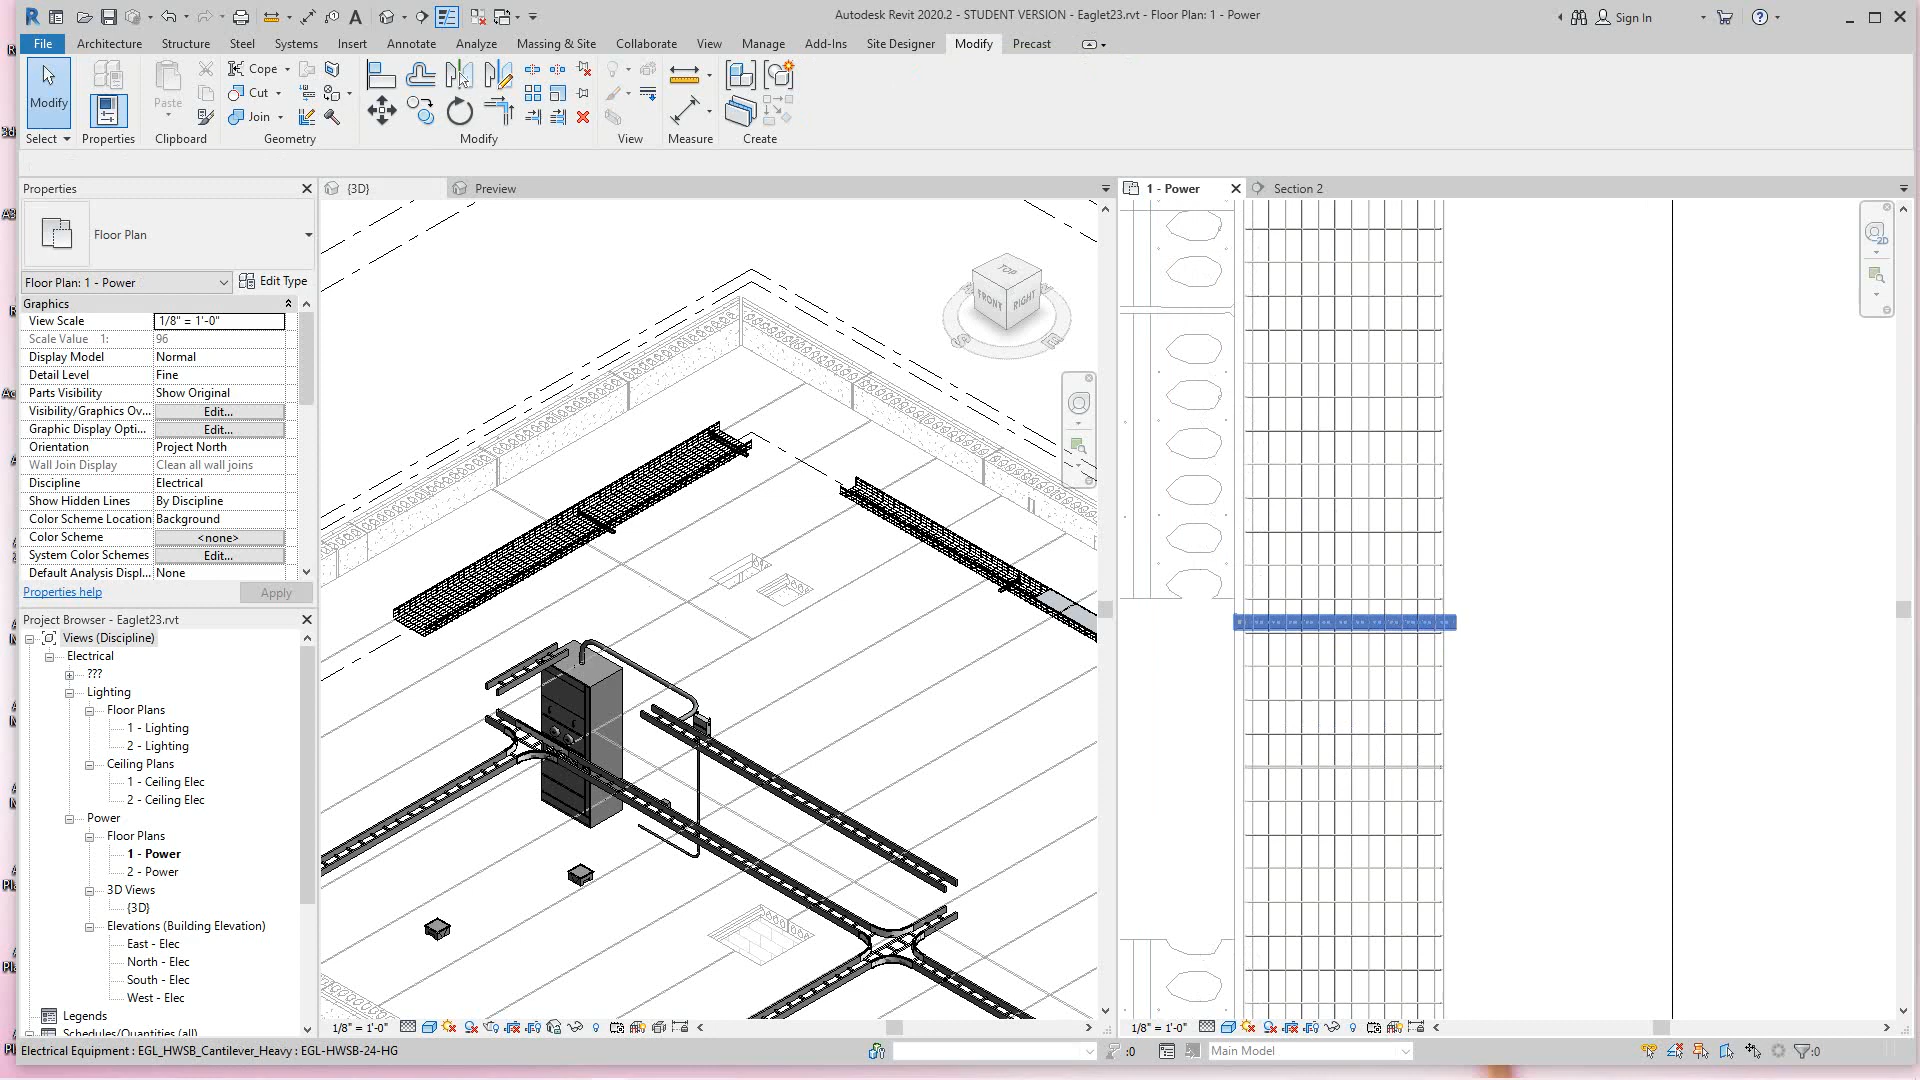 Autodesk Revit 2020.2 - STUDENT VERSION - Eaglet23.rvt - Floor Plan: 1 - Power
Sign In
File Architecture Structure Steel Systems Insert Annotate Analyze Massing & Site Collaborate View Manage Add-Ins Site Designer Modify Precast
Modify
Paste
Cope
Cut
Join
Select Properties Clipboard Geometry Modify View Measure Create
Properties
{3D}
Preview
1 - Power
Section 2
Floor Plan
Floor Plan: 1 - Power
Edit Type
Graphics
View Scale 1/8" = 1'-0"
Scale Value 1: 96
Display Model Normal
Detail Level Fine
Parts Visibility Show Original
Visibility/Graphics Ov... Edit...
Graphic Display Opti... Edit...
Orientation Project North
Wall Join Display Clean all wall joins
Discipline Electrical
Show Hidden Lines By Discipline
Color Scheme Location Background
Color Scheme <none>
System Color Schemes Edit...
Default Analysis Displ... None
Properties help Apply
Project Browser - Eaglet23.rvt
Views (Discipline)
Electrical
???
Lighting
Floor Plans
1 - Lighting
2 - Lighting
Ceiling Plans
1 - Ceiling Elec
2 - Ceiling Elec
Power
Floor Plans
1 - Power
2 - Power
3D Views
{3D}
Elevations (Building Elevation)
East - Elec
North - Elec
South - Elec
West - Elec
Legends
Schedules/Quantities (all)
TOP
FRONT
RIGHT
2D
1/8" = 1'-0"
1/8" = 1'-0"
Electrical Equipment : EGL_HWSB_Cantilever_Heavy : EGL-HWSB-24-HG
:0
Main Model
:0